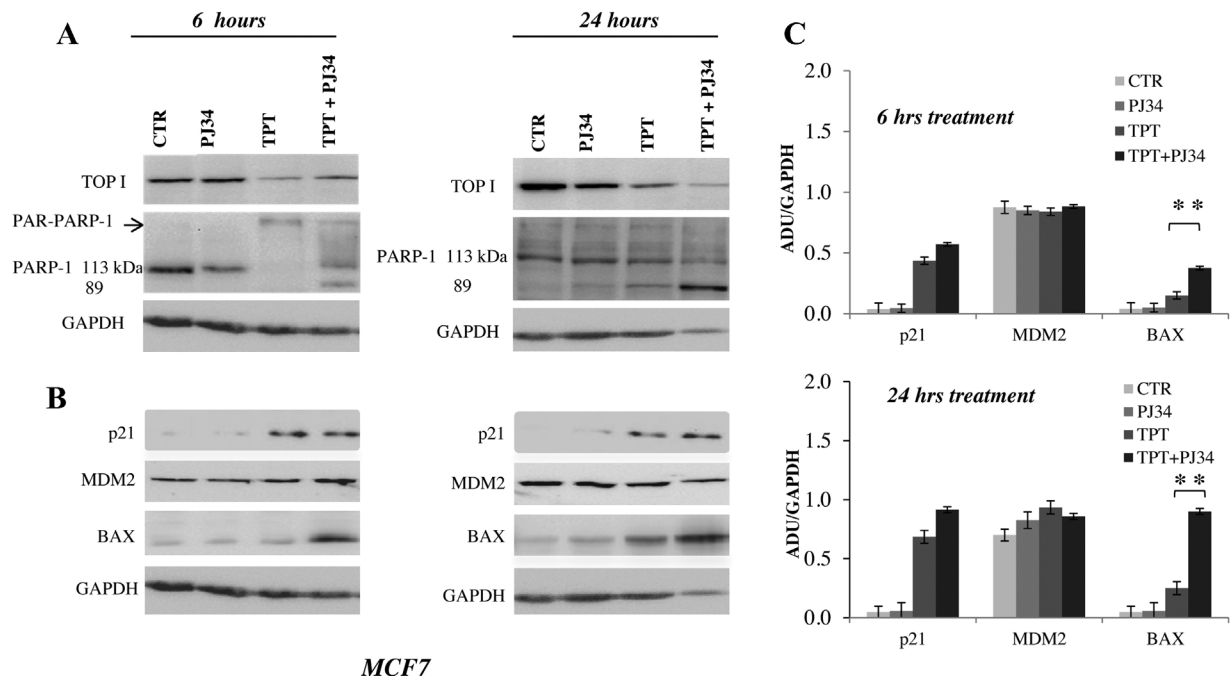 A
6 hours
CTR
PJ34
TPT
TPT + PJ34
TOP I
PAR-PARP-1
PARP-1 113 kDa
89
GAPDH
24 hours
CTR
PJ34
TPT
TPT + PJ34
TOP I
PARP-1 113 kDa
89
GAPDH
B
p21
MDM2
BAX
GAPDH
p21
MDM2
BAX
GAPDH
MCF7
C
ADU/GAPDH
2.0
1.5
1.0
0.5
0.0
6 hrs treatment
CTR
PJ34
TPT
TPT+PJ34
**
p21
MDM2
BAX
ADU/GAPDH
2.0
1.5
1.0
0.5
0.0
24 hrs treatment
CTR
PJ34
TPT
TPT+PJ34
**
p21
MDM2
BAX